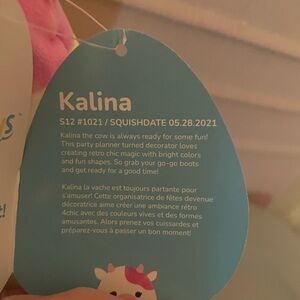 Kalina
S12 #1021 / SQUISHDATE 05.28.2021
Kalina the cow is always ready for some fun!
This party planner turned decorator loves
creating retro chic magic with bright colors
and fun shapes. So grab your go-go boots
and get ready for a good time!
Kalina la vache est toujours partante pour
s'amuser! Cette organisatrice de fêtes devenue
décoratrice aime créer une ambiance rétro
4chic avec des couleurs vives et des formes
amusantes. Alors prenez vos cuissardes et
préparez-vous à passer un bon moment!